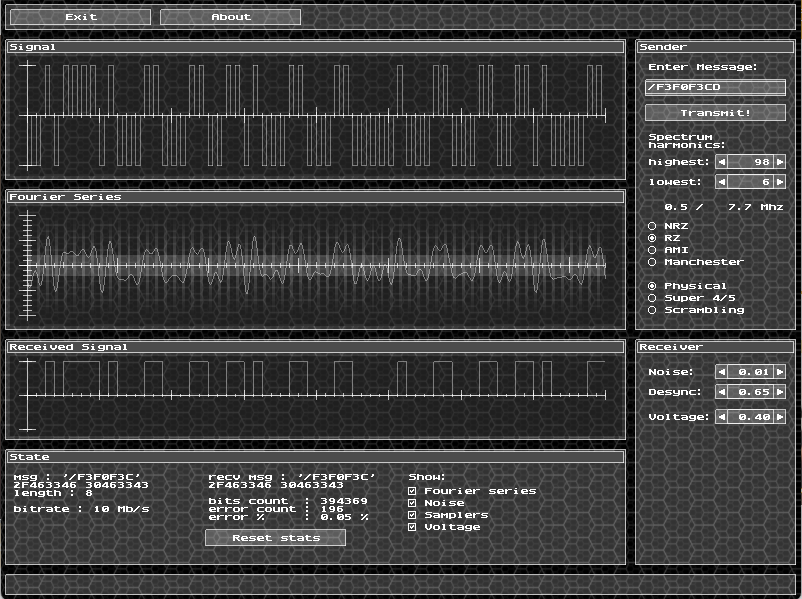 Exit
About
Signal
Fourier Series
Received Signal
State
msg : '/F3F0F3C'
2F463346 30463343
length : 8
bitrate : 10 Mb/s
recv msg : '/F3F0F3C'
2F463346 30463343
bits count : 394369
error count : 196
error % : 0.05 %
Reset stats
Show:
Fourier series
Noise
Samplers
Voltage
Sender
Enter Message:
/F3F0F3CD
Transmit!
Spectrum
harmonics:
highest: 98
lowest: 6
0.5 / 7.7 Mhz
NRZ
RZ
AMI
Manchester
Physical
Super 4/5
Scrambling
Receiver
Noise: 0.01
Desync: 0.65
Voltage: 0.40